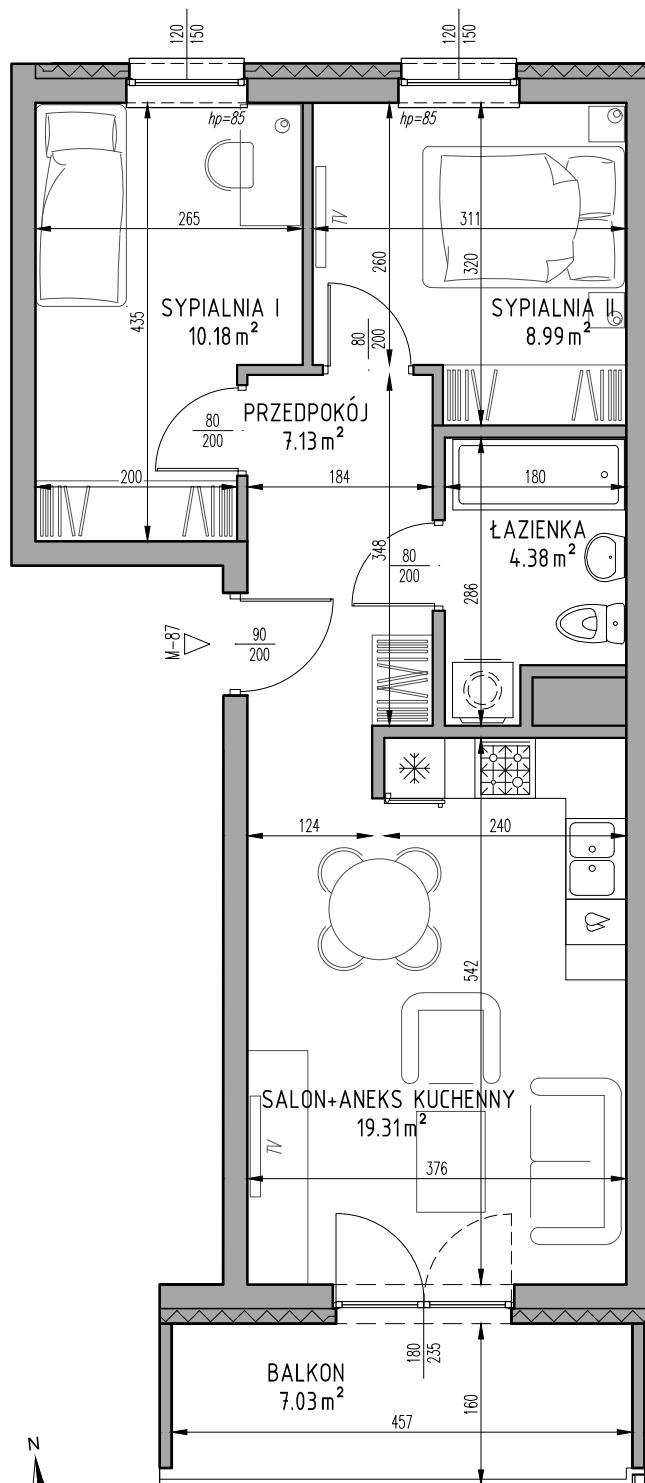 120
150
120
150
hp=85
hp=85
265
TV
311
260
320
435
SYPIALNIA I
10.18 m²
SYPIALNIA II
8.99 m²
80
200
PRZEDPOKÓJ
7.13 m²
80
200
200
184
180
ŁAZIENKA
4.38 m²
348
80
200
286
M-87
90
200
124
240
542
SALON+ANEKS KUCHENNY
19.31 m²
TV
376
180
235
BALKON
7.03 m²
160
457
N